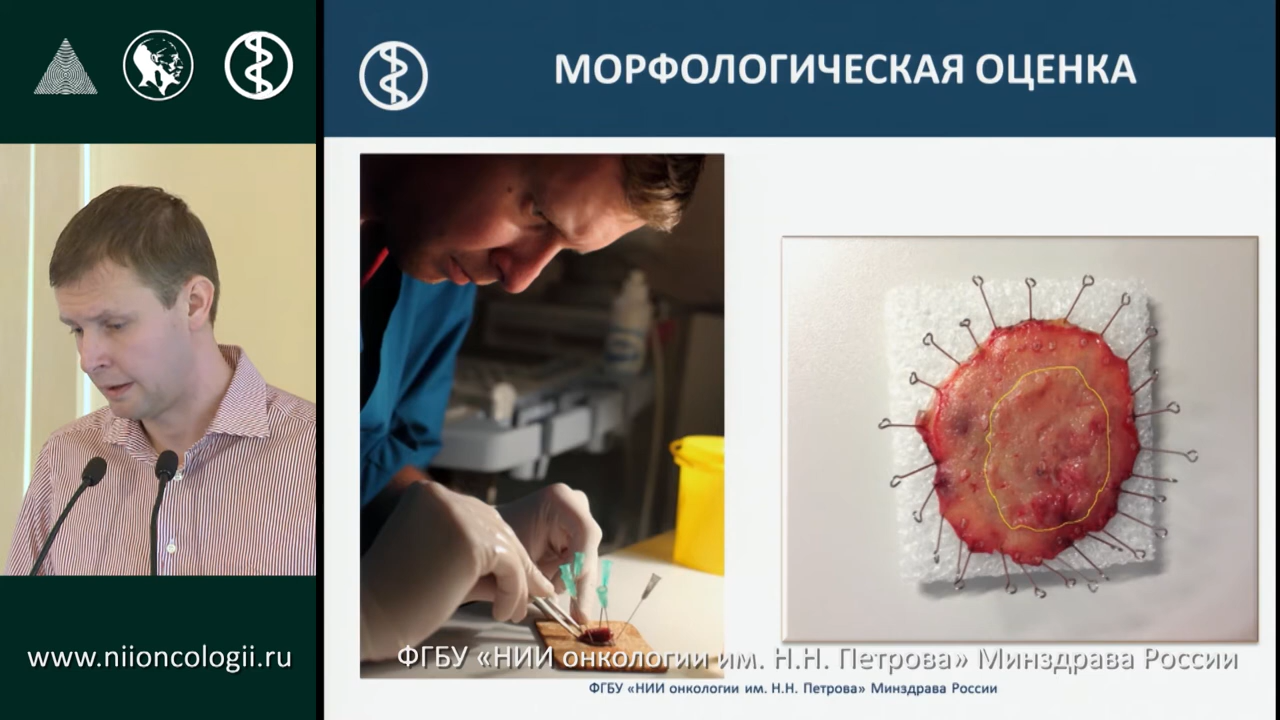 МОРФОЛОГИЧЕСКАЯ ОЦЕНКА
www.niioncologii.ru
ФГБУ «НИИ онкологии им. Н.Н. Петрова» Минздрава России
ФГБУ «НИИ онкологии им. Н.Н. Петрова» Минздрава России